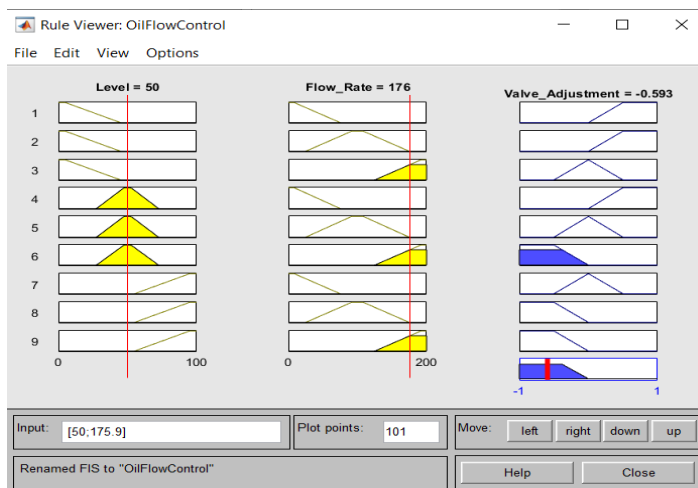 Rule Viewer: OilFlowControl
File Edit View Options
Level = 50
Flow_Rate = 176
Valve_Adjustment = -0.593
1
2
3
4
5
6
7
8
9
0 100
0 200
-1 1
Input: [50;175.9]
Plot points: 101
Move: left right down up
Renamed FIS to "OilFlowControl"
Help Close